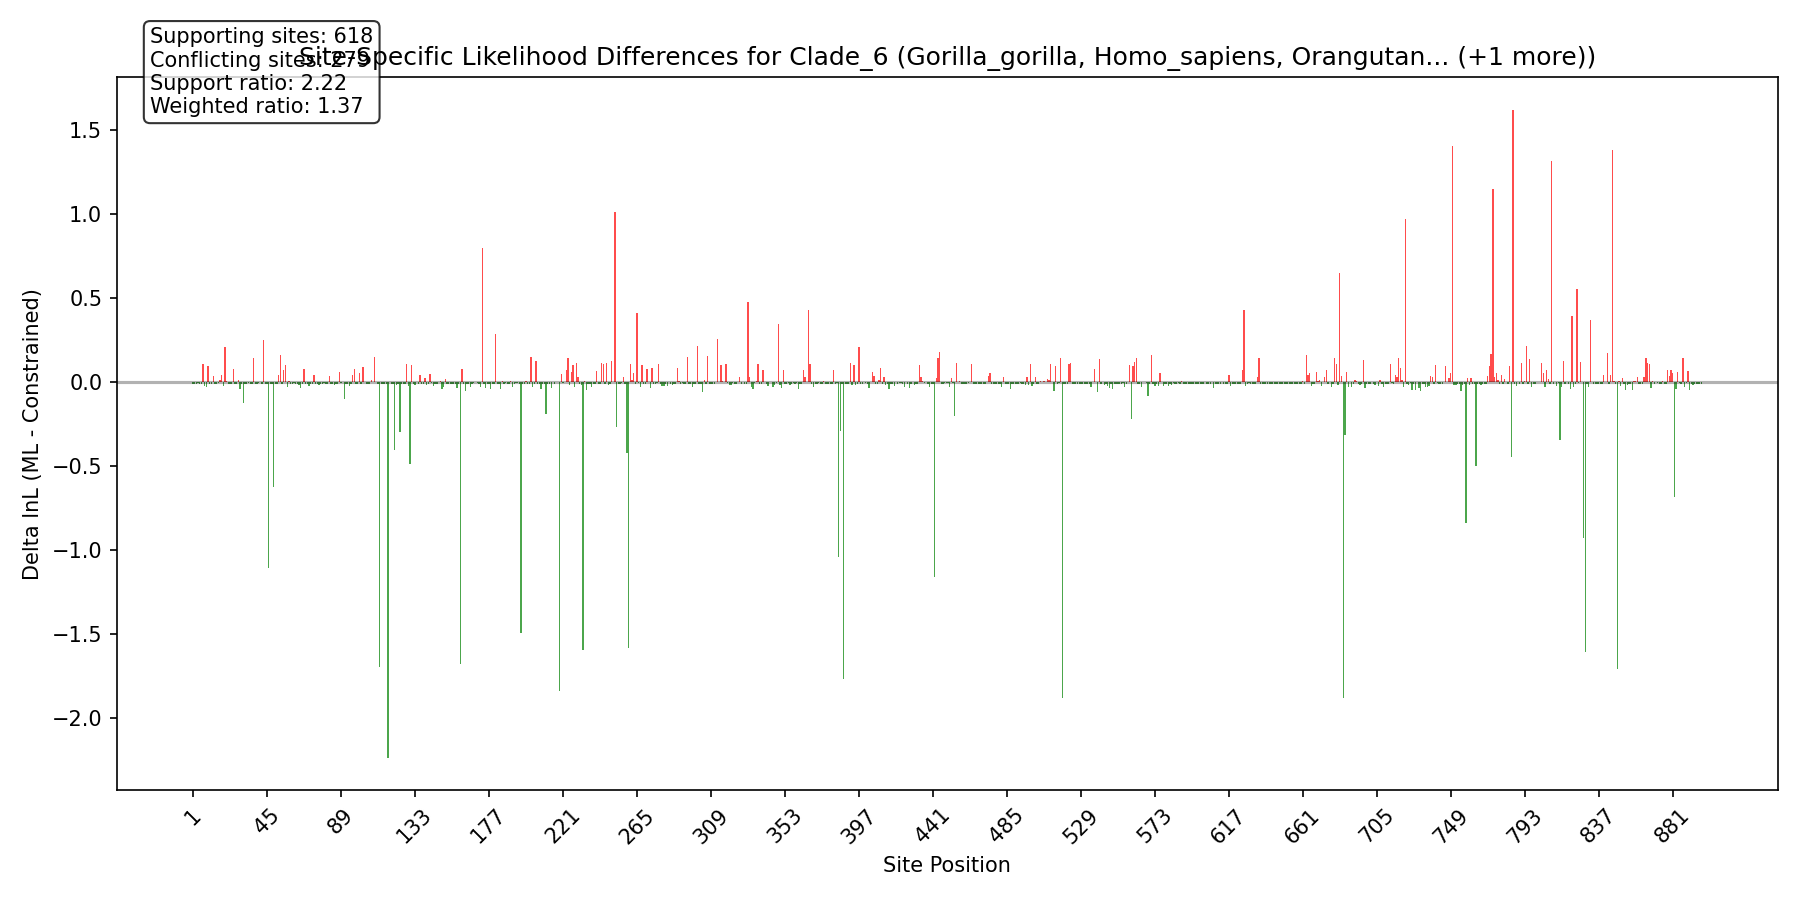 Supporting sites: 618
Conflicting sites: 279
Support ratio: 2.22
Weighted ratio: 1.37
Site-Specific Likelihood Differences for Clade_6 (Gorilla_gorilla, Homo_sapiens, Orangutan... (+1 more))
Delta lnL (ML - Constrained)
1.5
1.0
0.5
0.0
−0.5
−1.0
−1.5
−2.0
1 45 89 133 177 221 265 309 353 397 441 485 529 573 617 661 705 749 793 837 881
Site Position